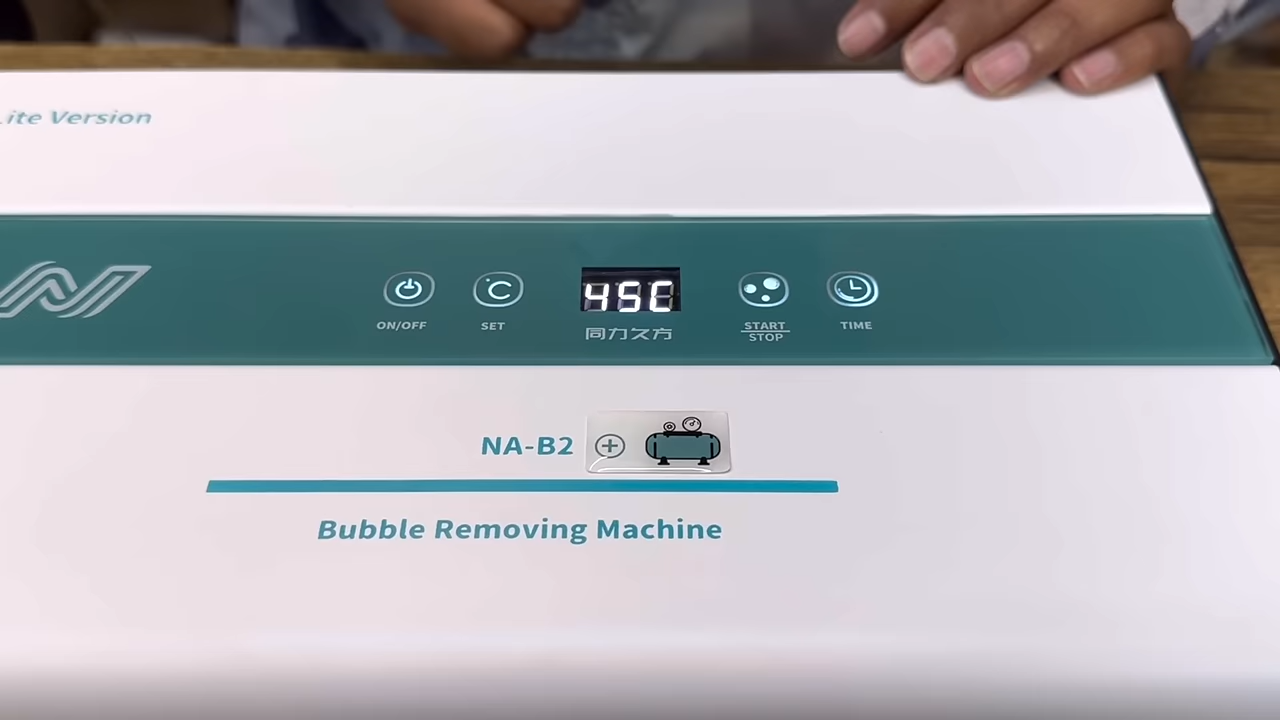 Lite Version
ON/OFF
°C
SET
45C
同力久方
START
STOP
TIME
NA-B2
Bubble Removing Machine